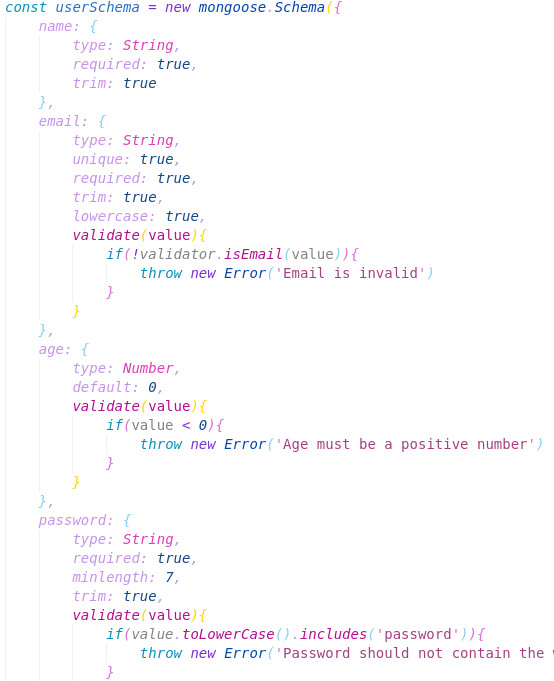 const userSchema = new mongoose.Schema({
    name: {
        type: String,
        required: true,
        trim: true
    },
    email: {
        type: String,
        unique: true,
        required: true,
        trim: true,
        lowercase: true,
        validate(value){
            if(!validator.isEmail(value)){
                throw new Error('Email is invalid')
            }
        }
    },
    age: {
        type: Number,
        default: 0,
        validate(value){
            if(value < 0){
                throw new Error('Age must be a positive number')
            }
        }
    },
    password: {
        type: String,
        required: true,
        minlength: 7,
        trim: true,
        validate(value){
            if(value.toLowerCase().includes('password')){
                throw new Error('Password should not contain the
            }